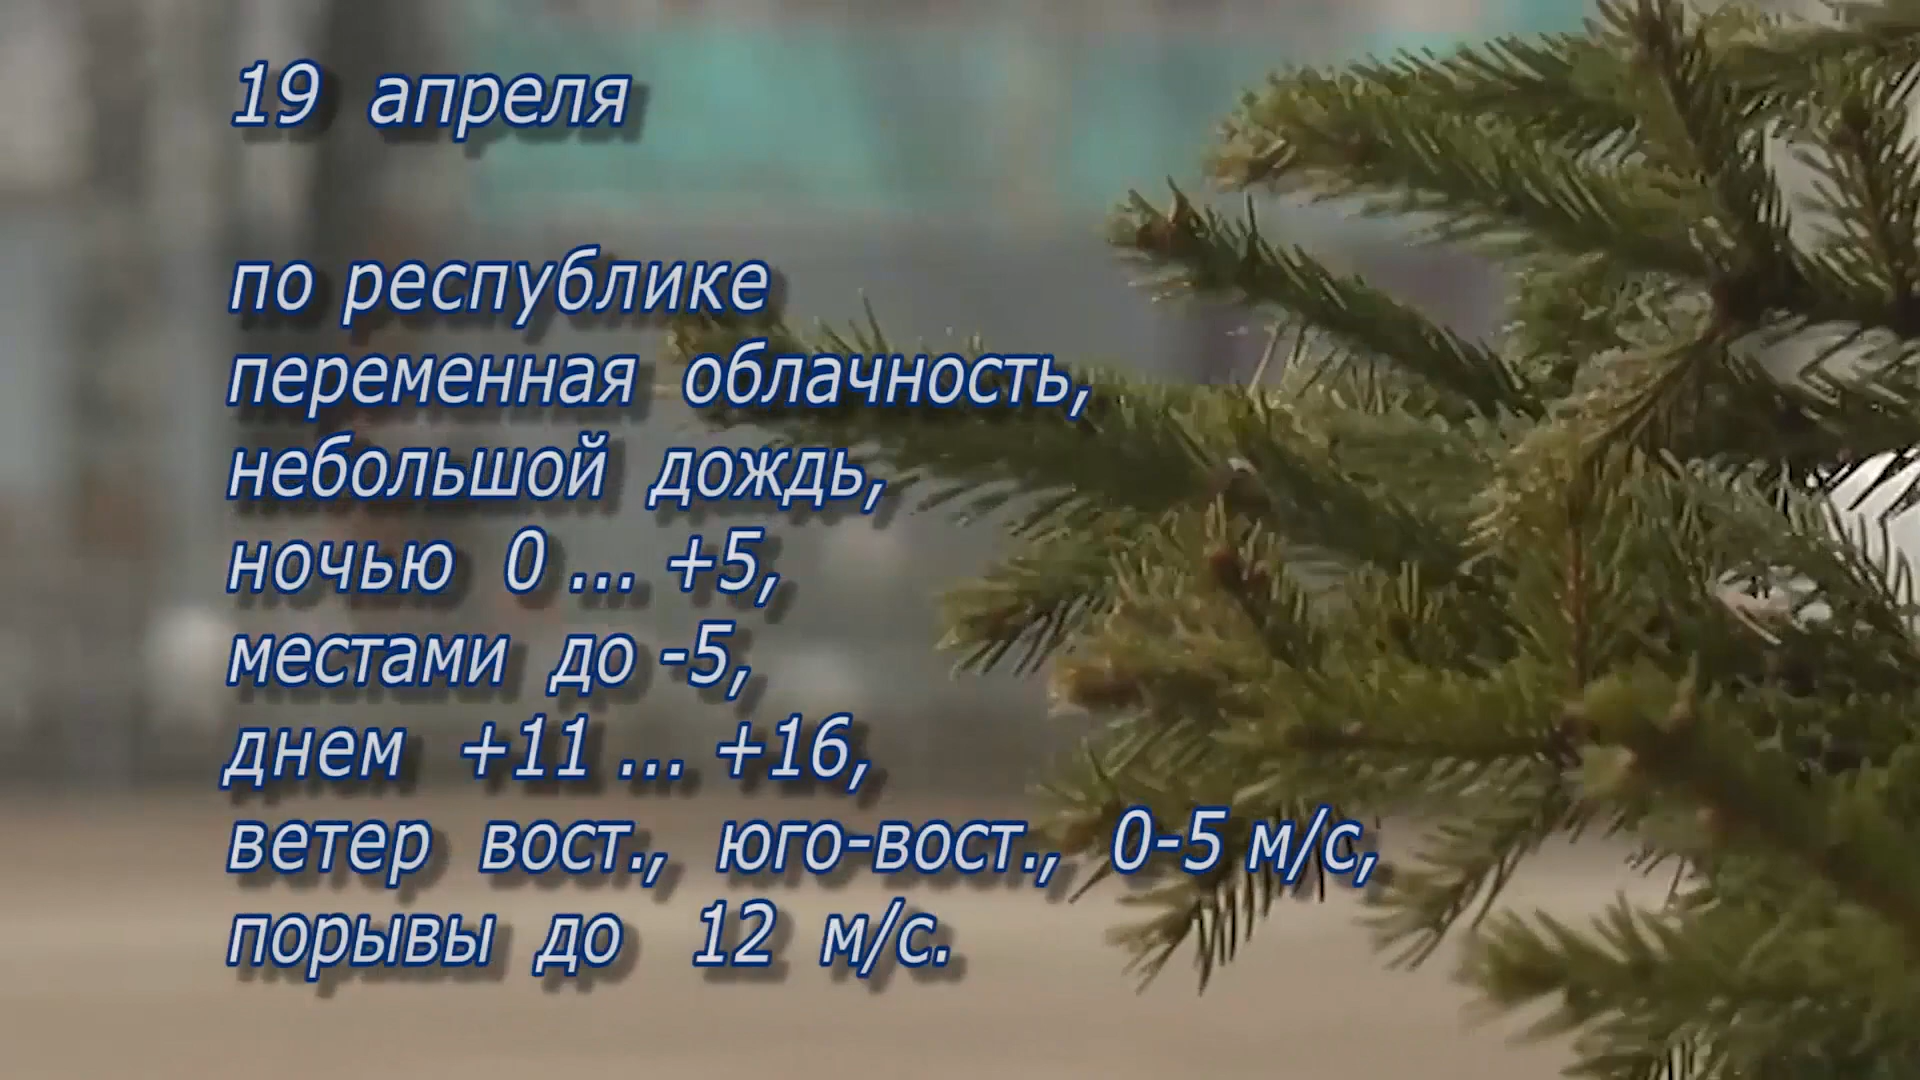 19 апреля
по республике
переменная облачность,
небольшой дождь,
ночью 0 ... +5,
местами до -5,
днем +11 ... +16,
ветер вост., юго-вост., 0-5 м/с,
порывы до 12 м/с.